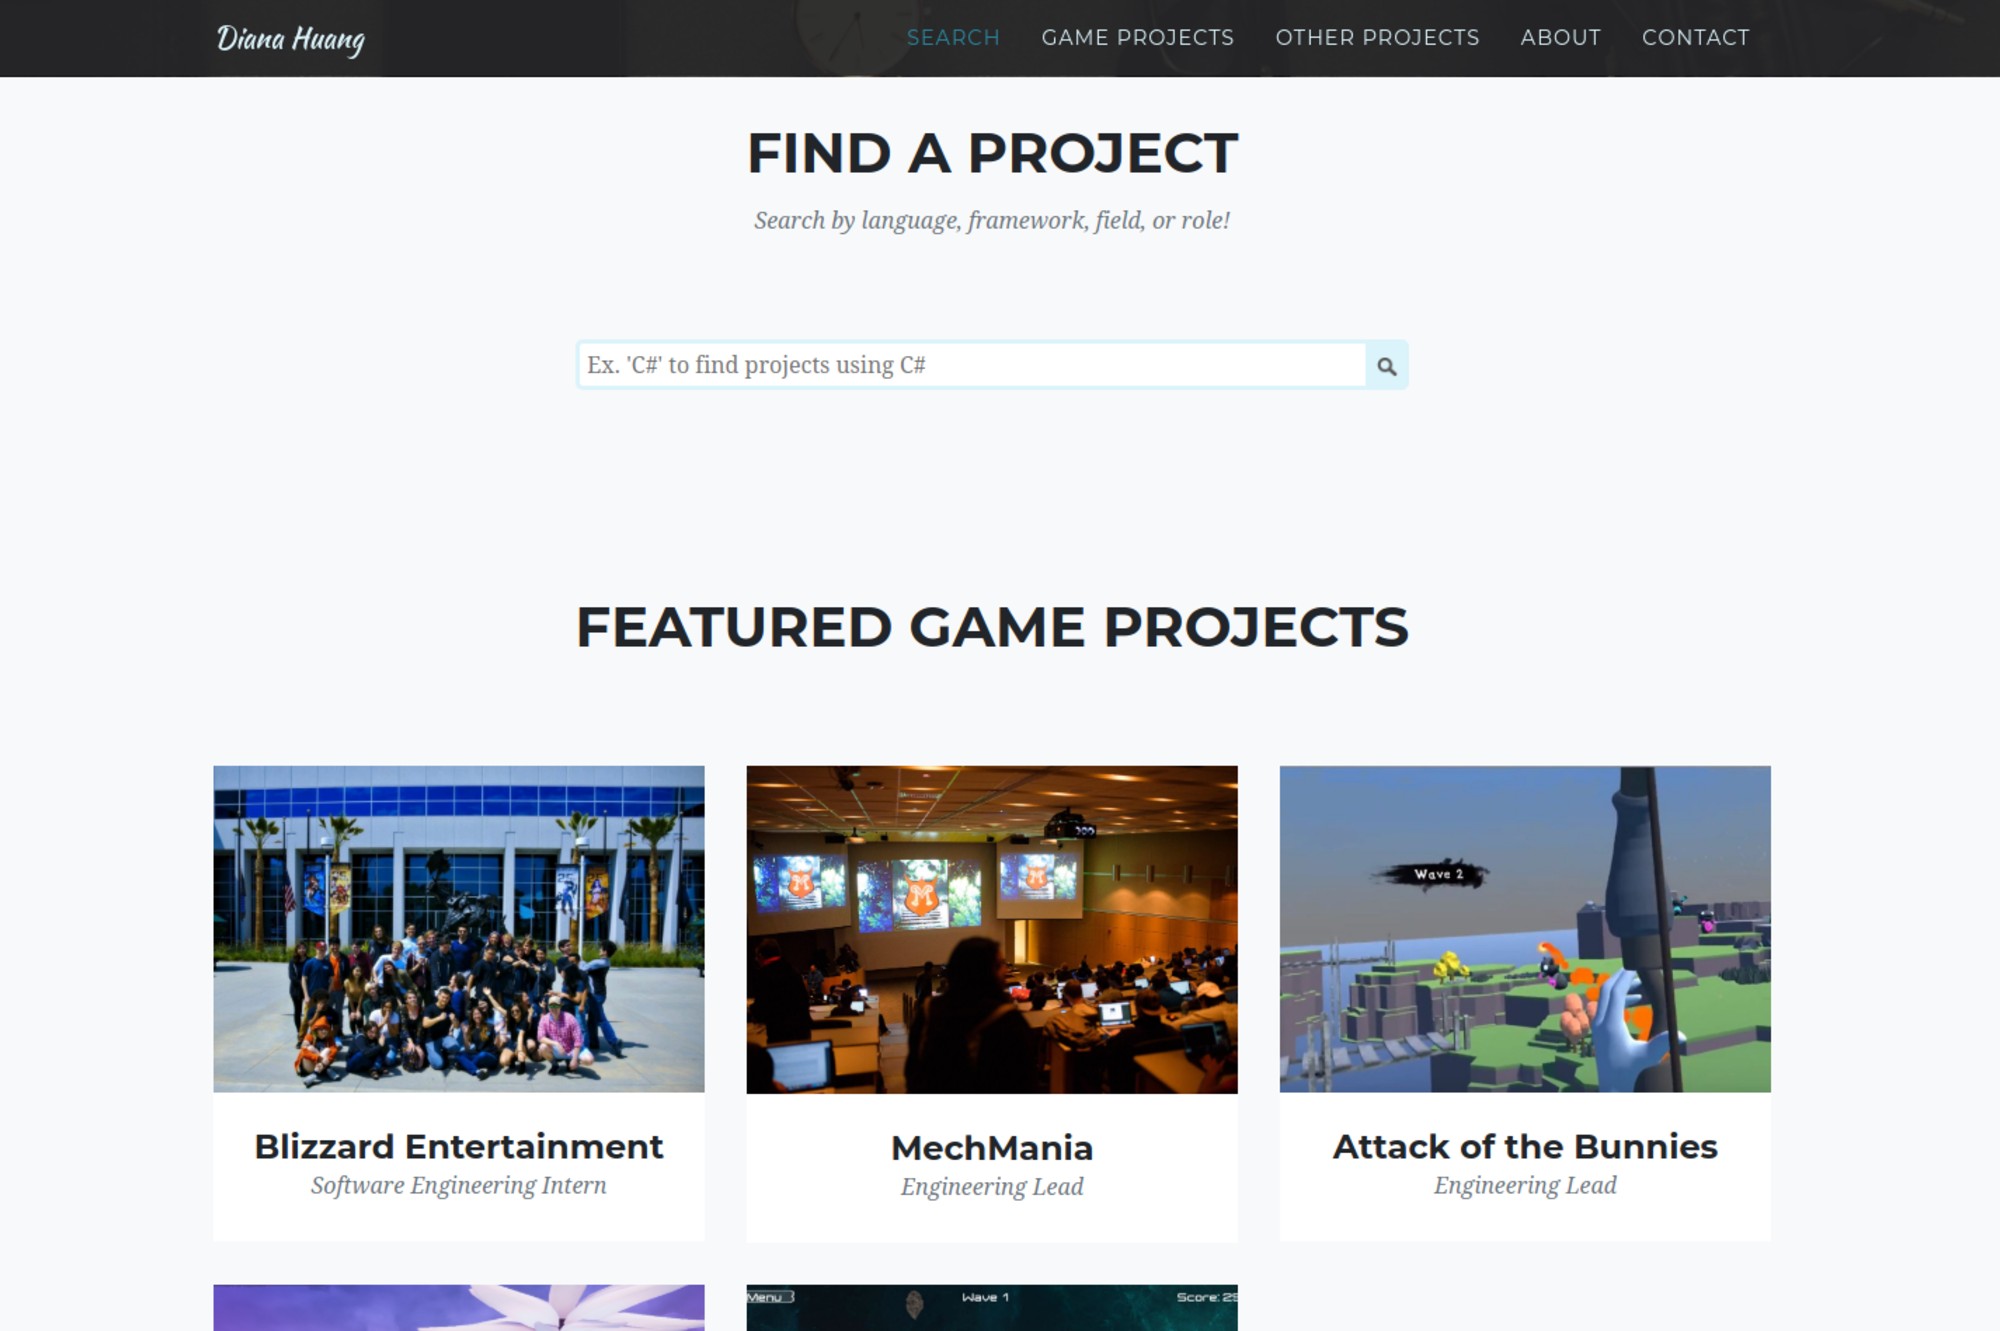 Diana Huang
SEARCH GAME PROJECTS OTHER PROJECTS ABOUT CONTACT
FIND A PROJECT
Search by language, framework, field, or role!
Ex. 'C#' to find projects using C#
FEATURED GAME PROJECTS
Wave 2
Blizzard Entertainment
Software Engineering Intern
MechMania
Engineering Lead
Attack of the Bunnies
Engineering Lead
Menu
Wave 1
Score: 25